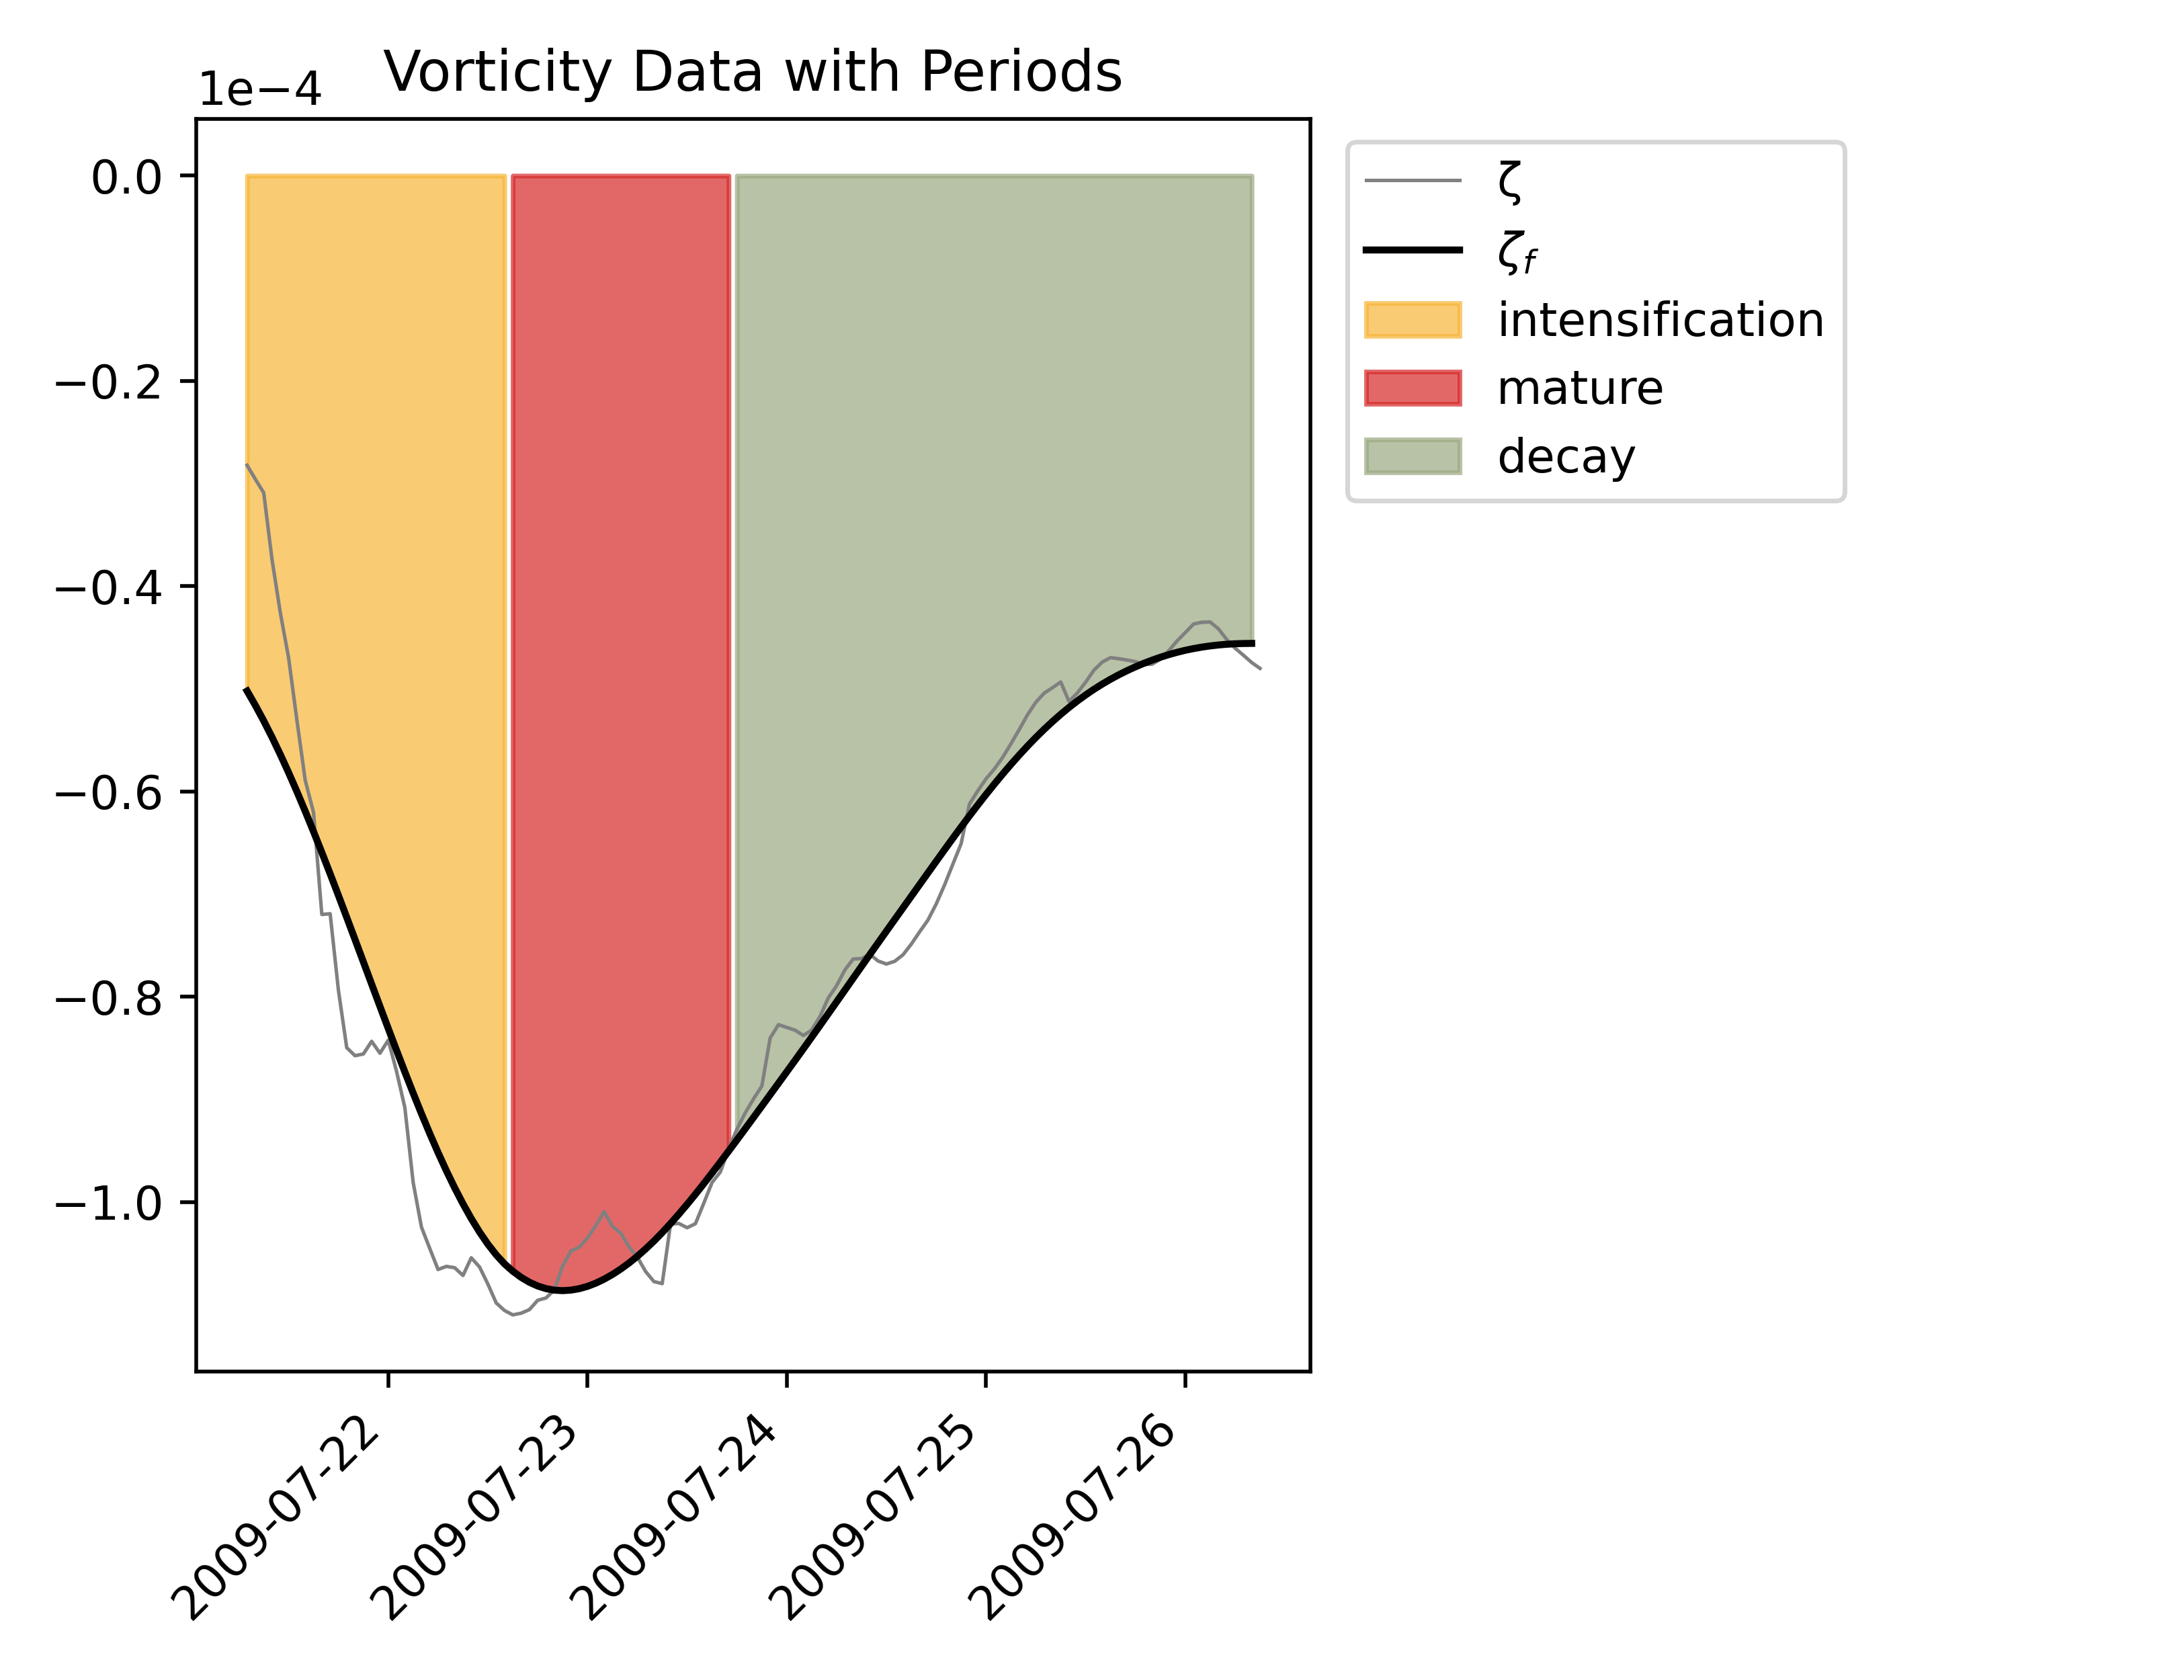 Vorticity Data with Periods
1e−4
0.0
−0.2
−0.4
−0.6
−0.8
−1.0
2009-07-22
2009-07-23
2009-07-24
2009-07-25
2009-07-26
ζ
ζf
intensification
mature
decay